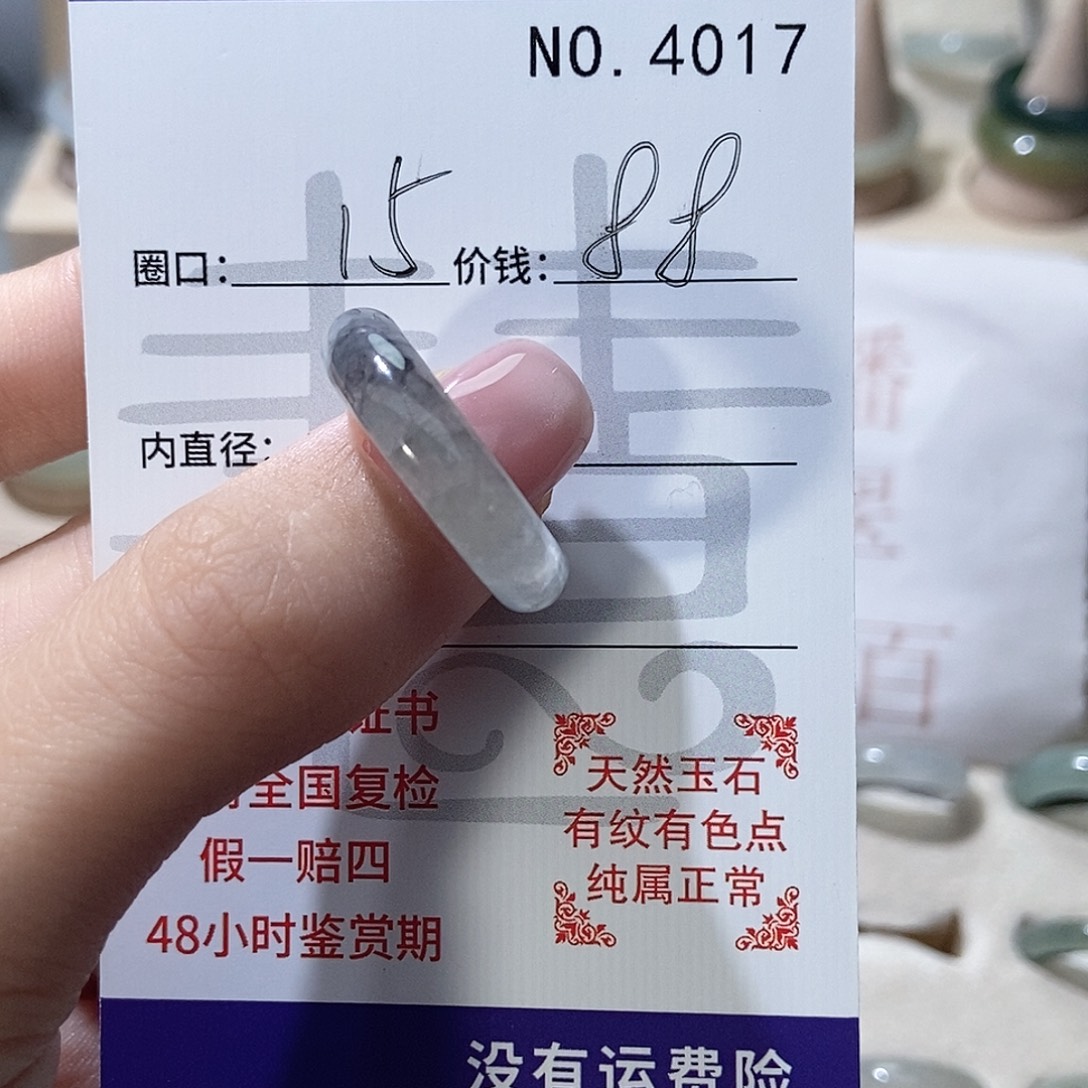 NO. 4017
圈口: 15 价钱: 88
内直径:
证书
全国复检
假一赔四
48小时鉴赏期
天然玉石
有纹有色点
纯属正常
没有运费险